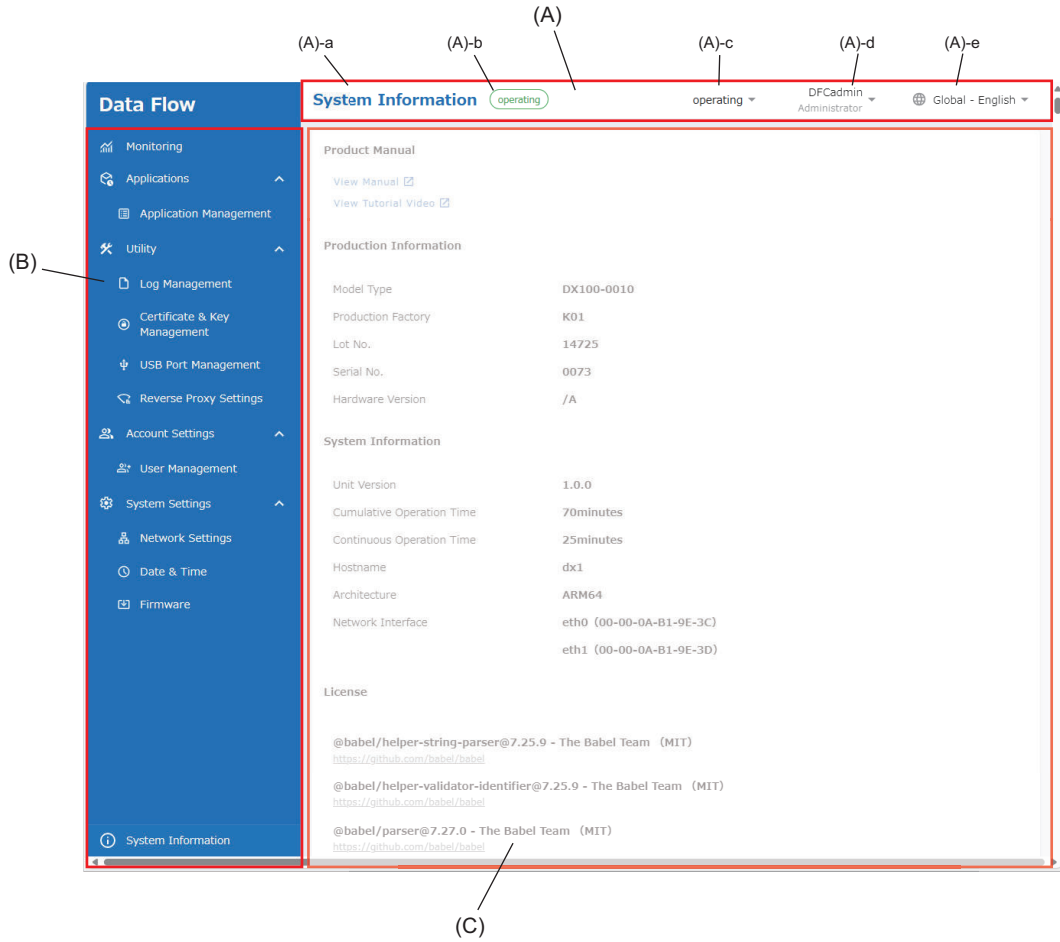 (A)
(A)-a
(A)-b
(A)-c
(A)-d
(A)-e
Data Flow
System Information
operating
operating
DFCadmin
Administrator
Global - English
(B)
Monitoring
Applications
Application Management
Utility
Log Management
Certificate & Key
Management
USB Port Management
Reverse Proxy Settings
Account Settings
User Management
System Settings
Network Settings
Date & Time
Firmware
System Information
Product Manual
View Manual
View Tutorial Video
Production Information
Model Type DX100-0010
Production Factory K01
Lot No. 14725
Serial No. 0073
Hardware Version /A
System Information
Unit Version 1.0.0
Cumulative Operation Time 70minutes
Continuous Operation Time 25minutes
Hostname dx1
Architecture ARM64
Network Interface eth0（00-00-0A-B1-9E-3C）
eth1（00-00-0A-B1-9E-3D）
License
@babel/helper-string-parser@7.25.9 - The Babel Team （MIT）
https://github.com/babel/babel
@babel/helper-validator-identifier@7.25.9 - The Babel Team （MIT）
https://github.com/babel/babel
@babel/parser@7.27.0 - The Babel Team （MIT）
https://github.com/babel/babel
(C)